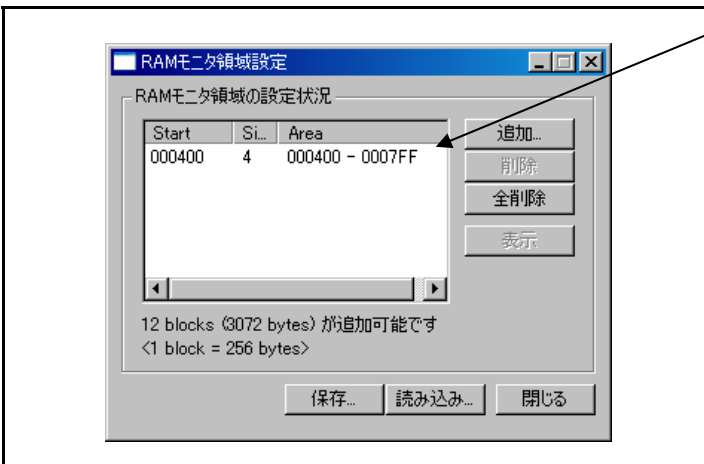 RAMモニタ領域設定
RAMモニタ領域の設定状況
Start Si... Area
000400 4 000400 - 0007FF
追加...
削除
全削除
表示
12 blocks (3072 bytes) が追加可能です
<1 block = 256 bytes>
保存... 読み込み... 閉じる